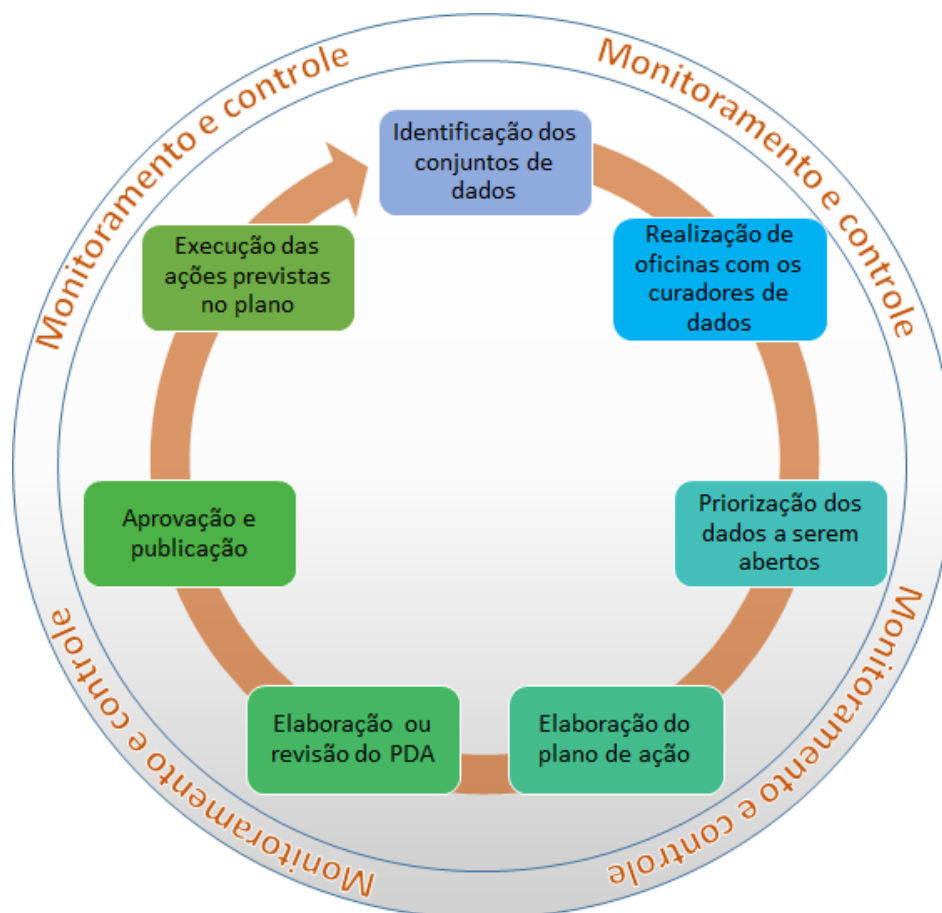 Monitoramento e controle
Monitoramento e controle
Identificação dos
conjuntos de
dados
Realização de
oficinas com os
curadores de
dados
Priorização dos
dados a serem
abertos
Elaboração do
plano de ação
Elaboração ou
revisão do PDA
Aprovação e
publicação
Execução das
ações previstas
no plano
Monitoramento e controle
Monitoramento e controle